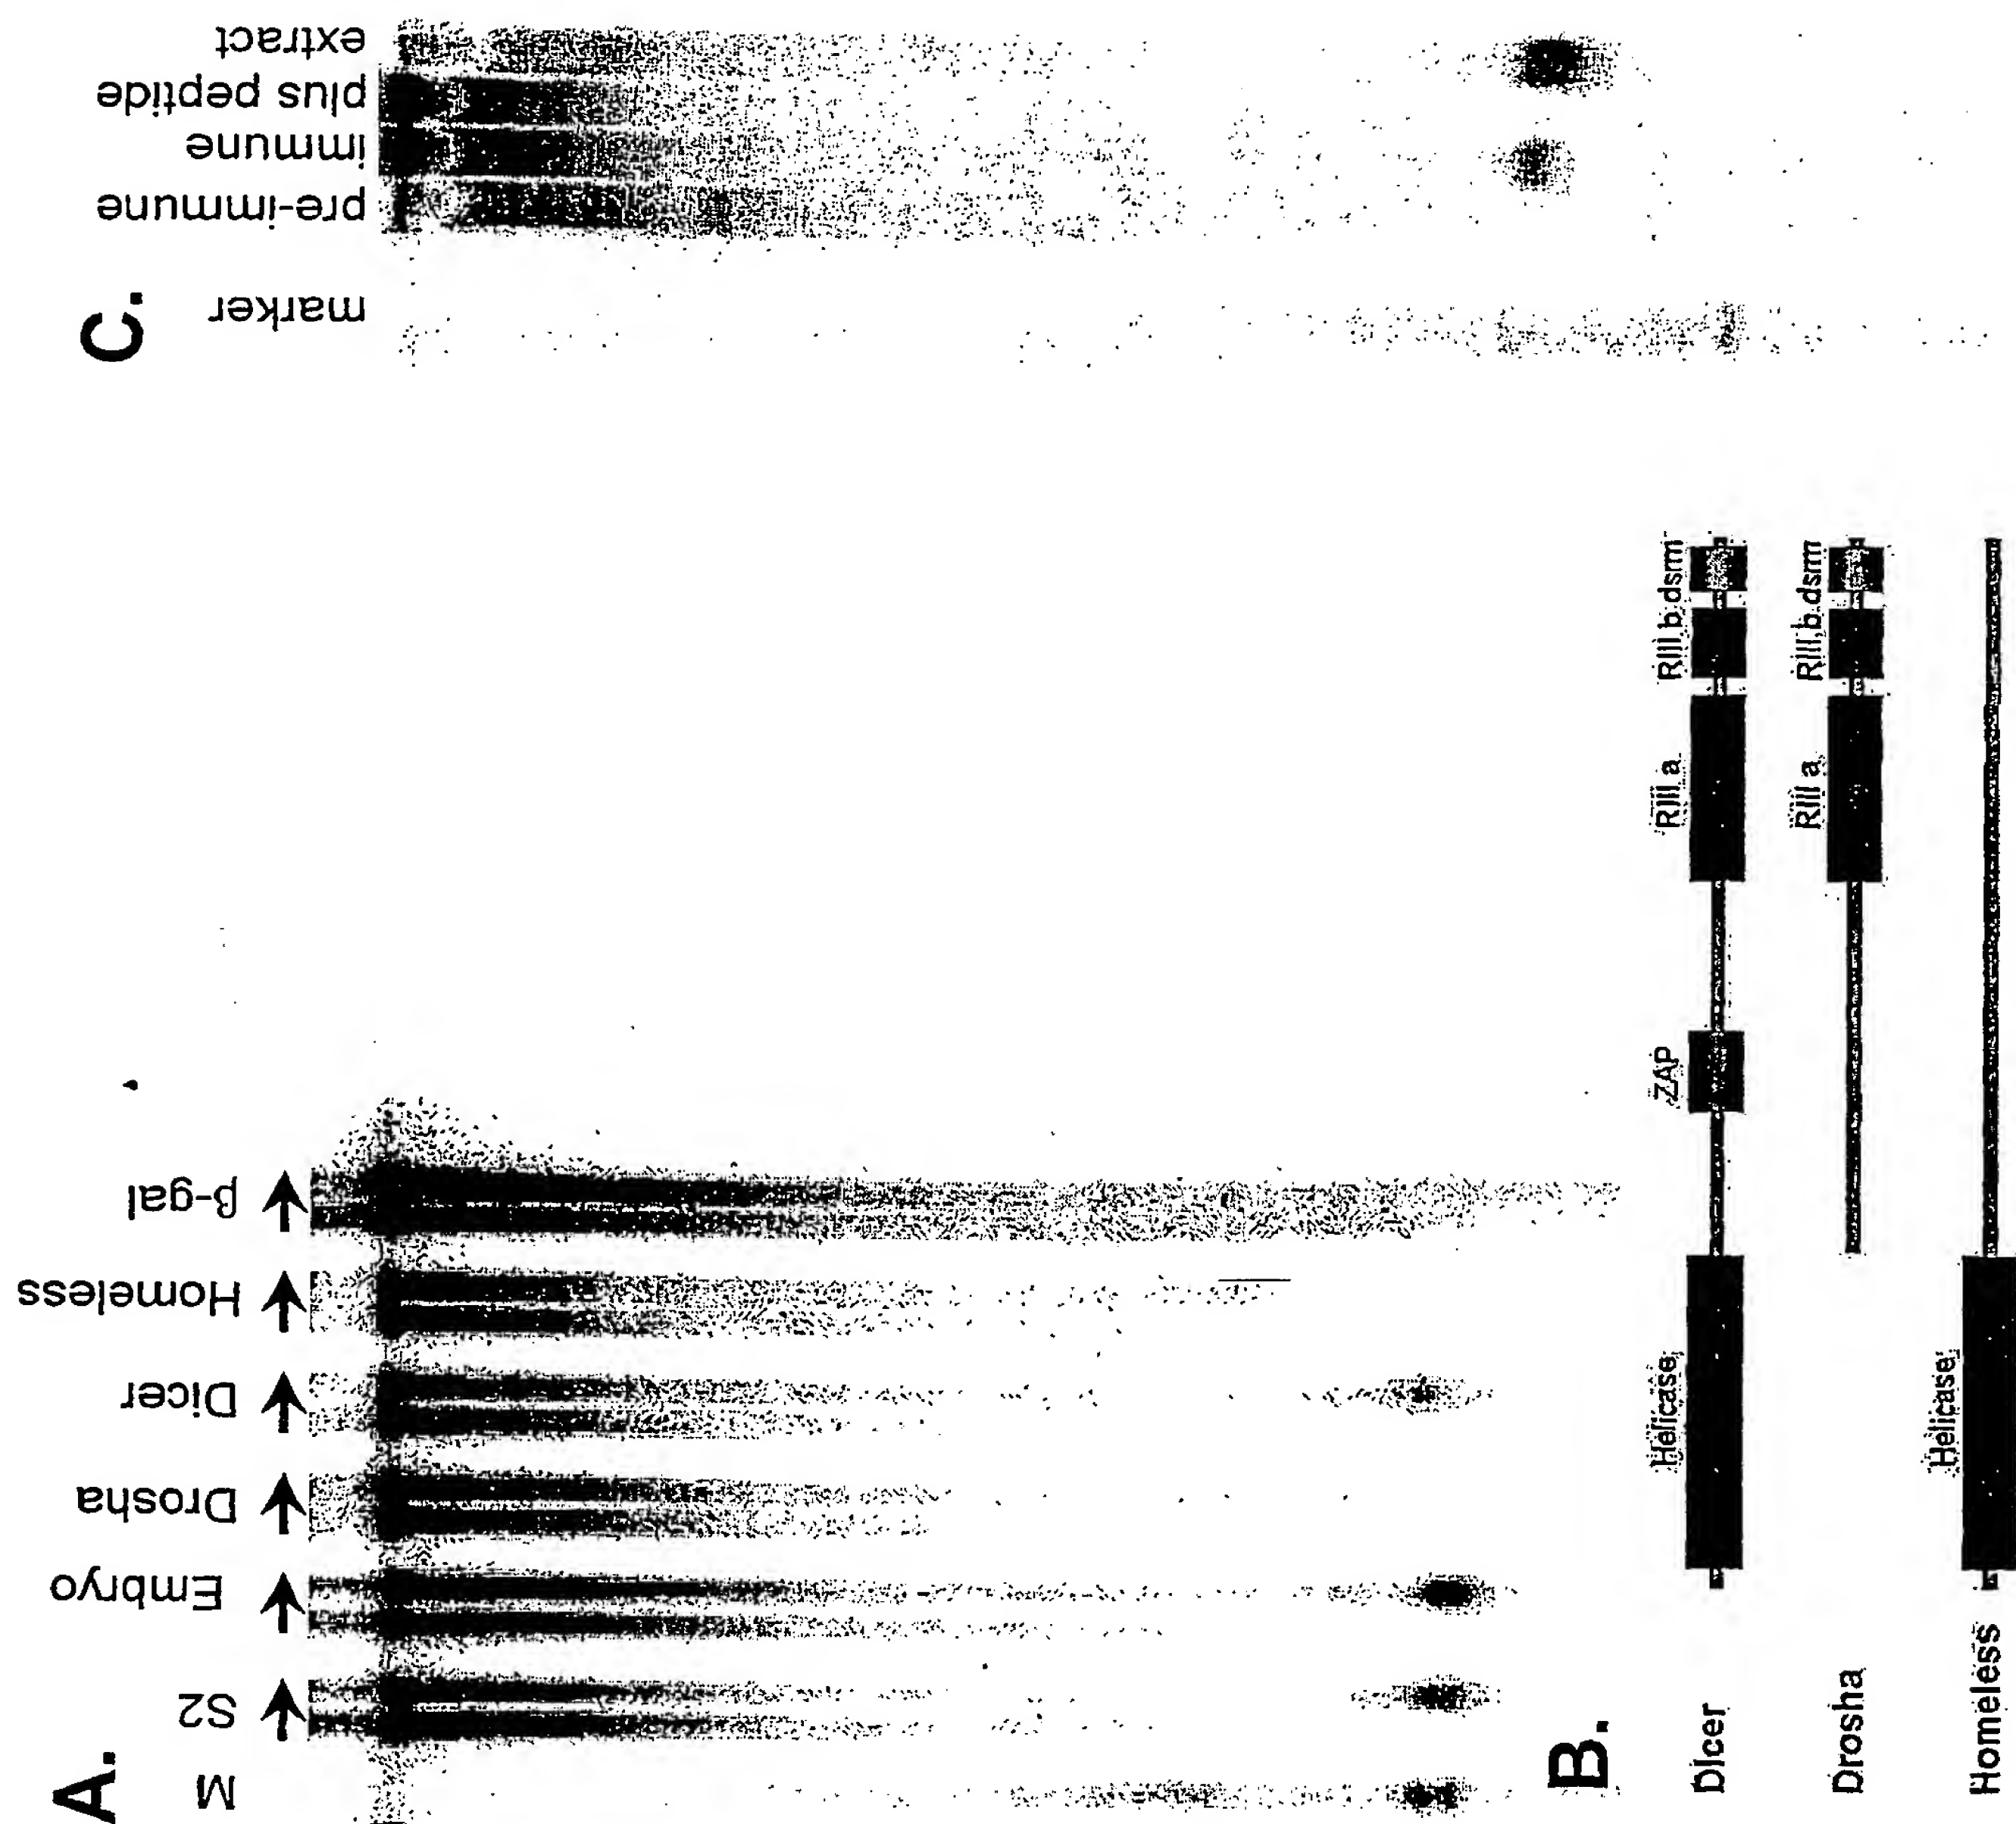 A.
M
S2
Embryo
Drosha
Dicer
Homeless
β-gal
B.
Dicer
Helicase
ZAP
RIII a
RIII b dsrm
Drosha
RIII a
RIII b dsrm
Homeless
Helicase
C.
marker
pre-immune
immune
plus peptide
extract